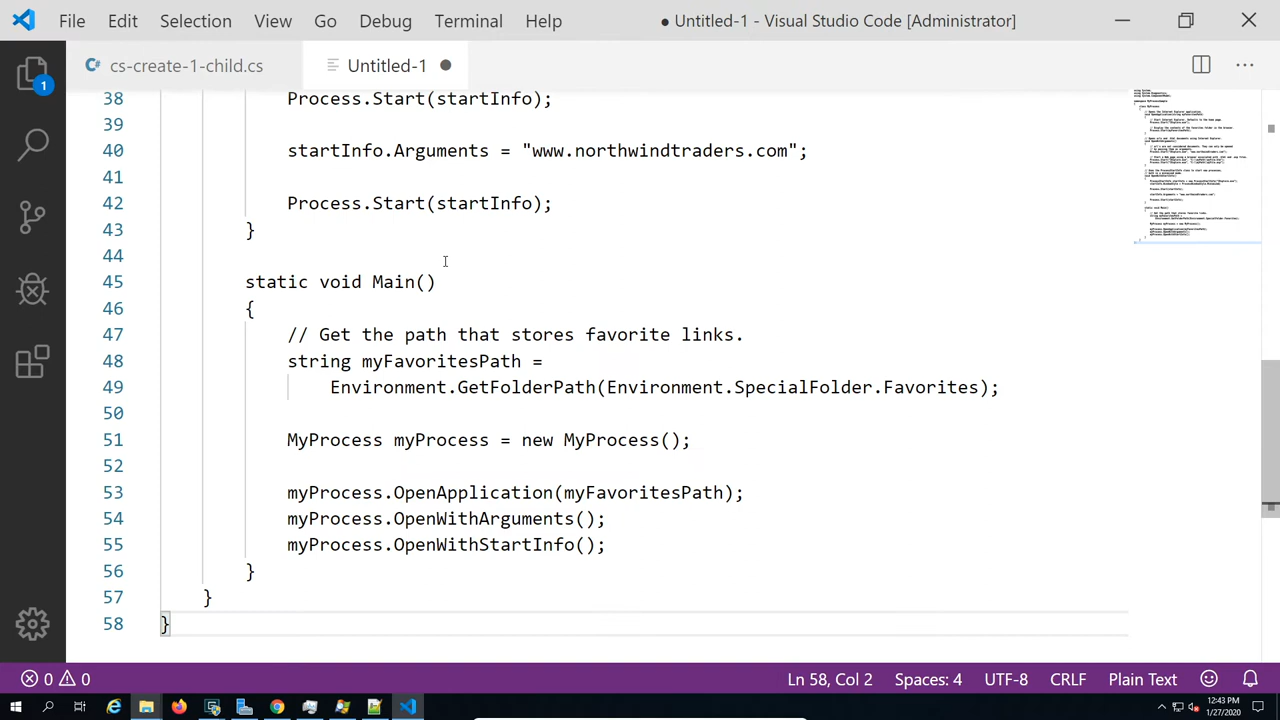 File Edit Selection View Go Debug Terminal Help ● Untitled-1 - Visual Studio Code [Administrator]
cs-create-1-child.cs Untitled-1
1
38 Process.Start(startInfo);
39
40 startInfo.Arguments = "www.northwindtraders.com";
41
42 Process.Start(startInfo);
43 }
44
45 static void Main()
46 {
47 // Get the path that stores favorite links.
48 string myFavoritesPath =
49 Environment.GetFolderPath(Environment.SpecialFolder.Favorites);
50
51 MyProcess myProcess = new MyProcess();
52
53 myProcess.OpenApplication(myFavoritesPath);
54 myProcess.OpenWithArguments();
55 myProcess.OpenWithStartInfo();
56 }
57 }
58 }
0 0 Ln 58, Col 2 Spaces: 4 UTF-8 CRLF Plain Text
12:43 PM
1/27/2020